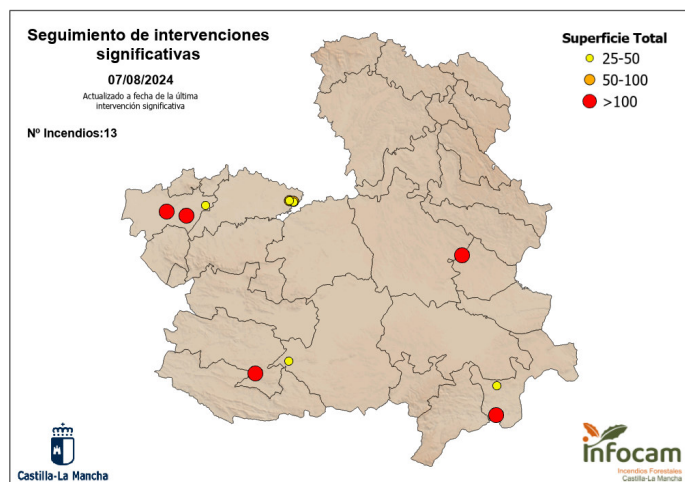 Seguimiento de intervenciones
significativas
07/08/2024
Actualizado a fecha de la última
intervención significativa
Nº Incendios:13
Superficie Total
25-50
50-100
>100
Castilla-La Mancha
infocam
Incendios Forestales
Castilla-La Mancha